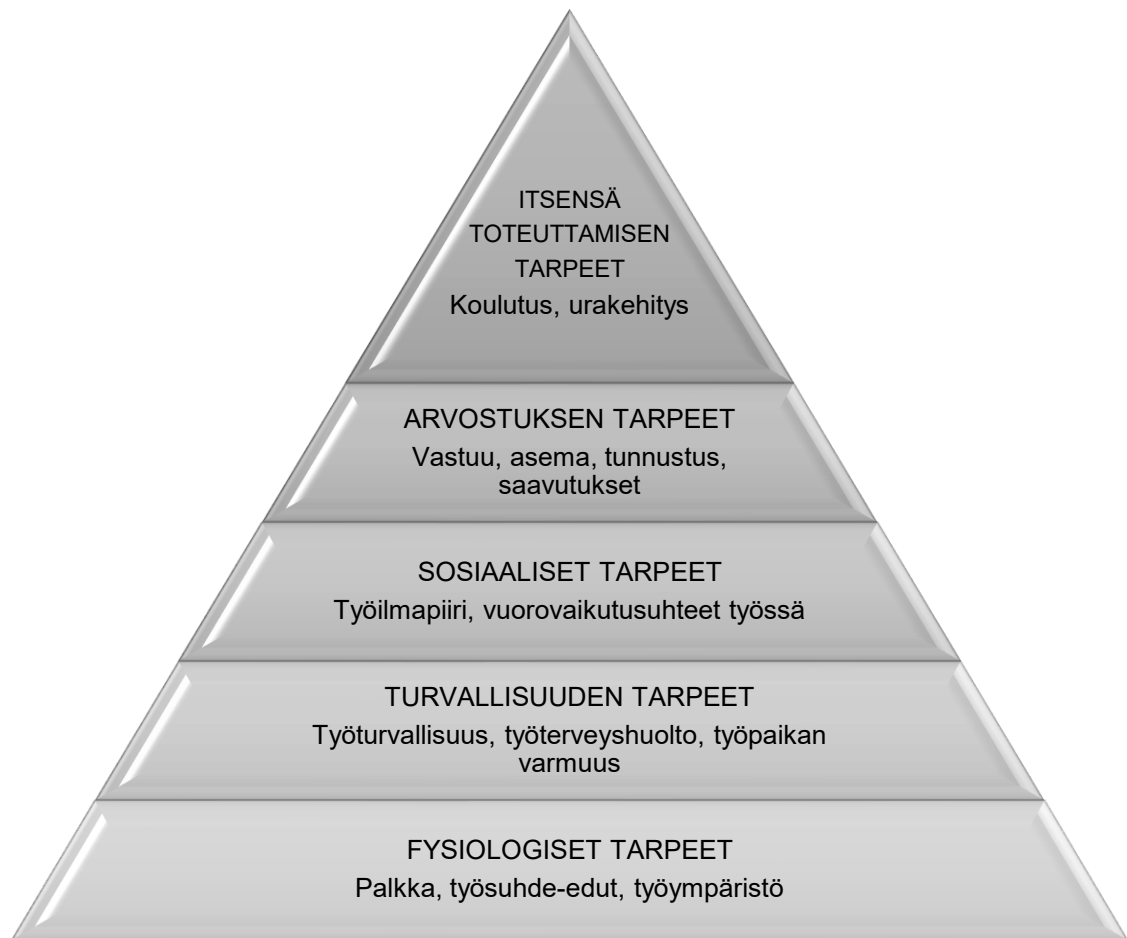 ITSENSÄ
TOTEUTTAMISEN
TARPEET
Koulutus, urakehitys
ARVOSTUKSEN TARPEET
Vastuu, asema, tunnustus,
saavutukset
SOSIAALISET TARPEET
Työilmapiiri, vuorovaikutusuhteet työssä
TURVALLISUUDEN TARPEET
Työturvallisuus, työterveyshuolto, työpaikan
varmuus
FYSIOLOGISET TARPEET
Palkka, työsuhde-edut, työympäristö